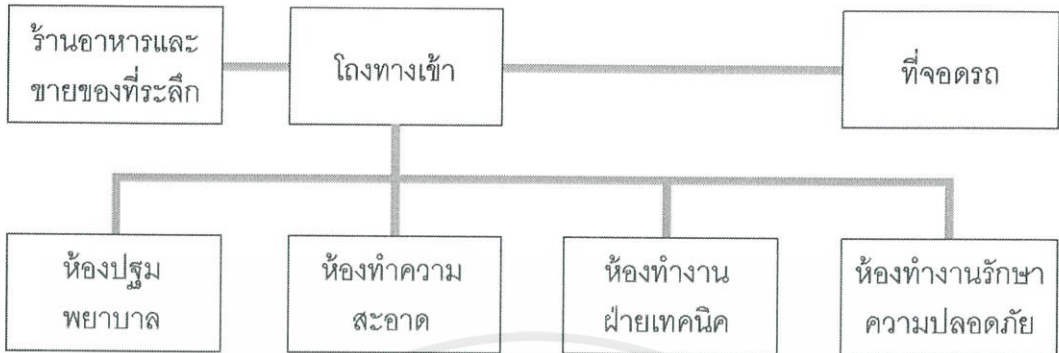 ร้านอาหารและ
ขายของที่ระลึก
โถงทางเข้า
ที่จอดรถ
ห้องปฐม
พยาบาล
ห้องทำความ
สะอาด
ห้องทำงาน
ฝ่ายเทคนิค
ห้องทำงานรักษา
ความปลอดภัย